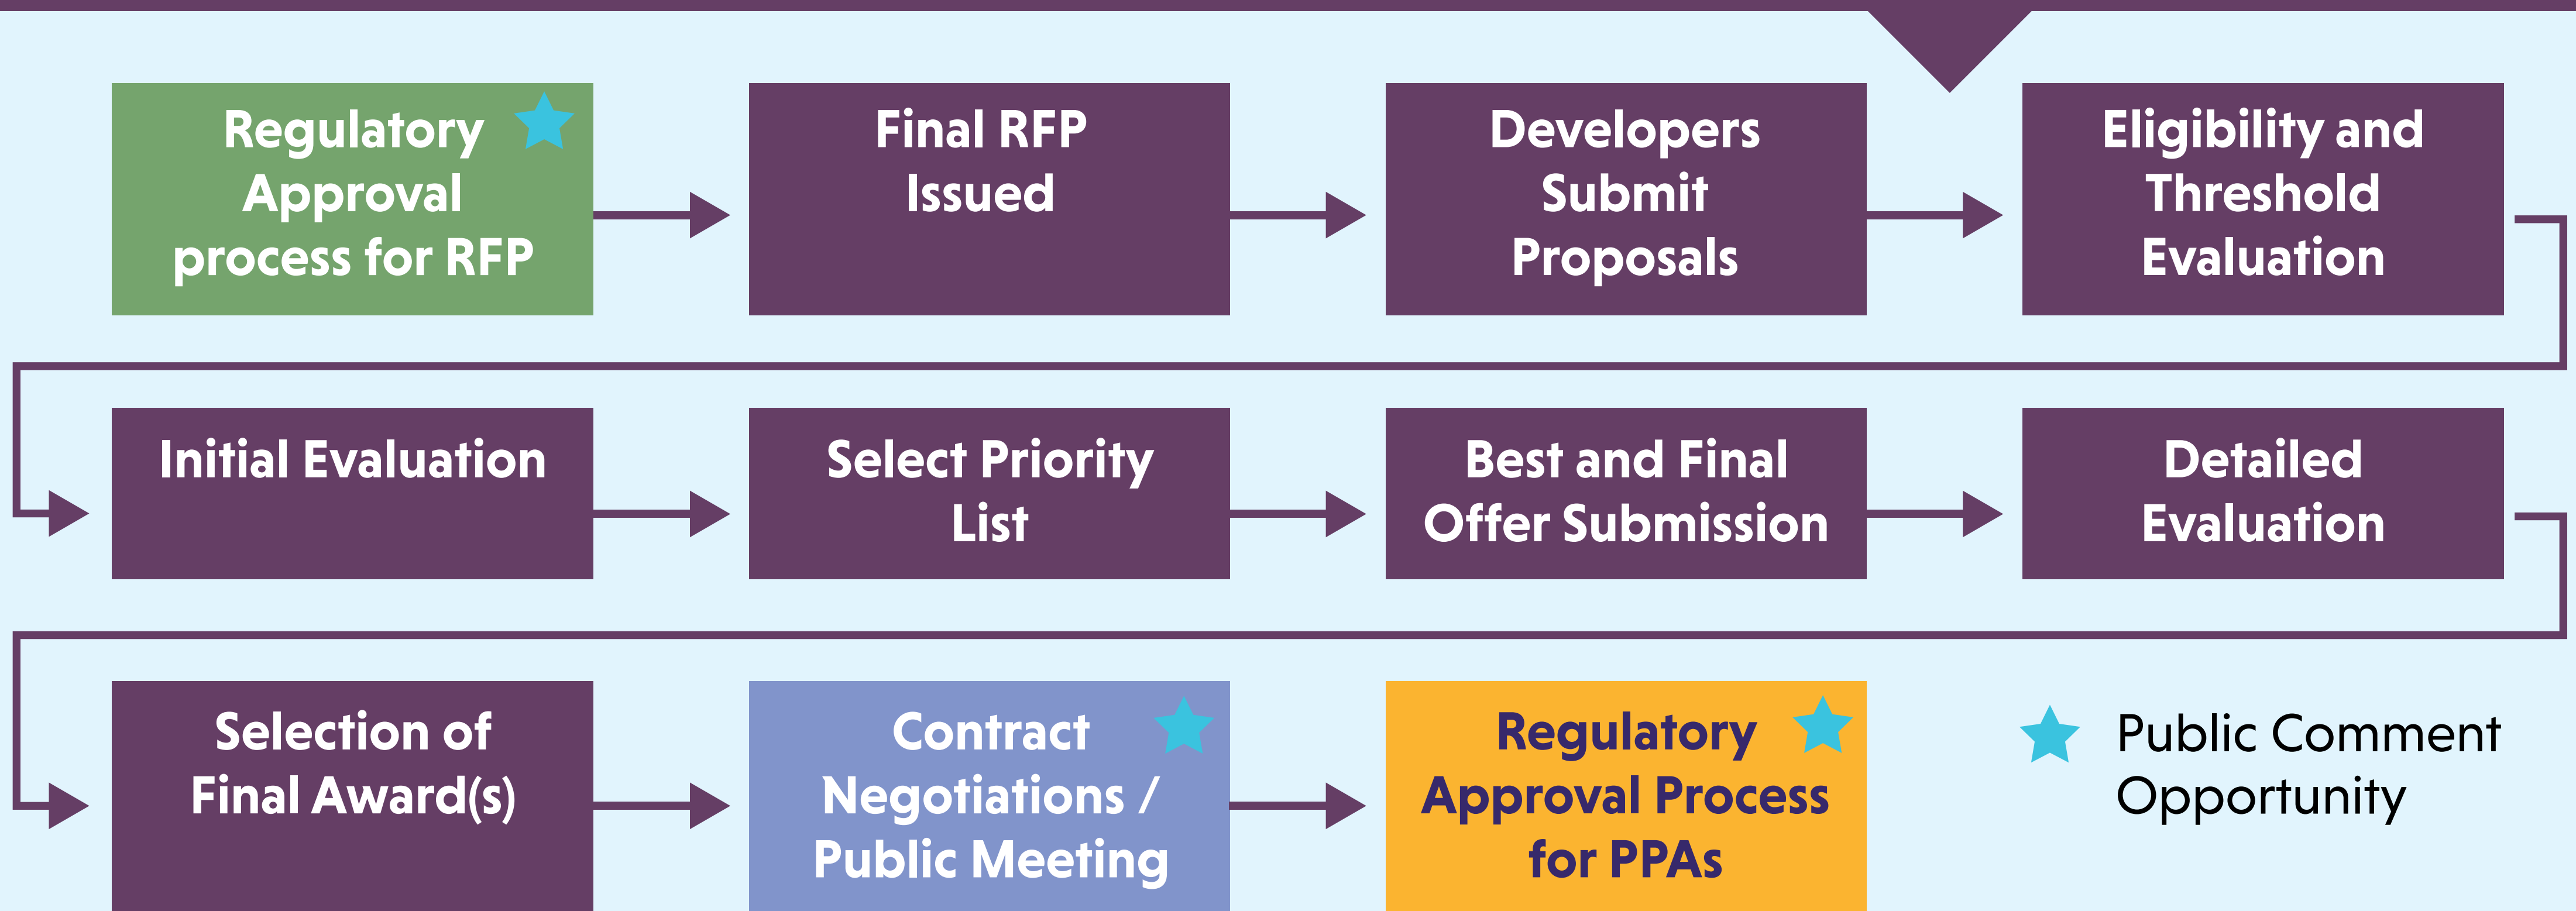 Regulatory
Approval
process for RFP
Final RFP
Issued
Developers
Submit
Proposals
Eligibility and
Threshold
Evaluation
Initial Evaluation
Select Priority
List
Best and Final
Offer Submission
Detailed
Evaluation
Selection of
Final Award(s)
Contract
Negotiations /
Public Meeting
Regulatory
Approval Process
for PPAs
Public Comment
Opportunity